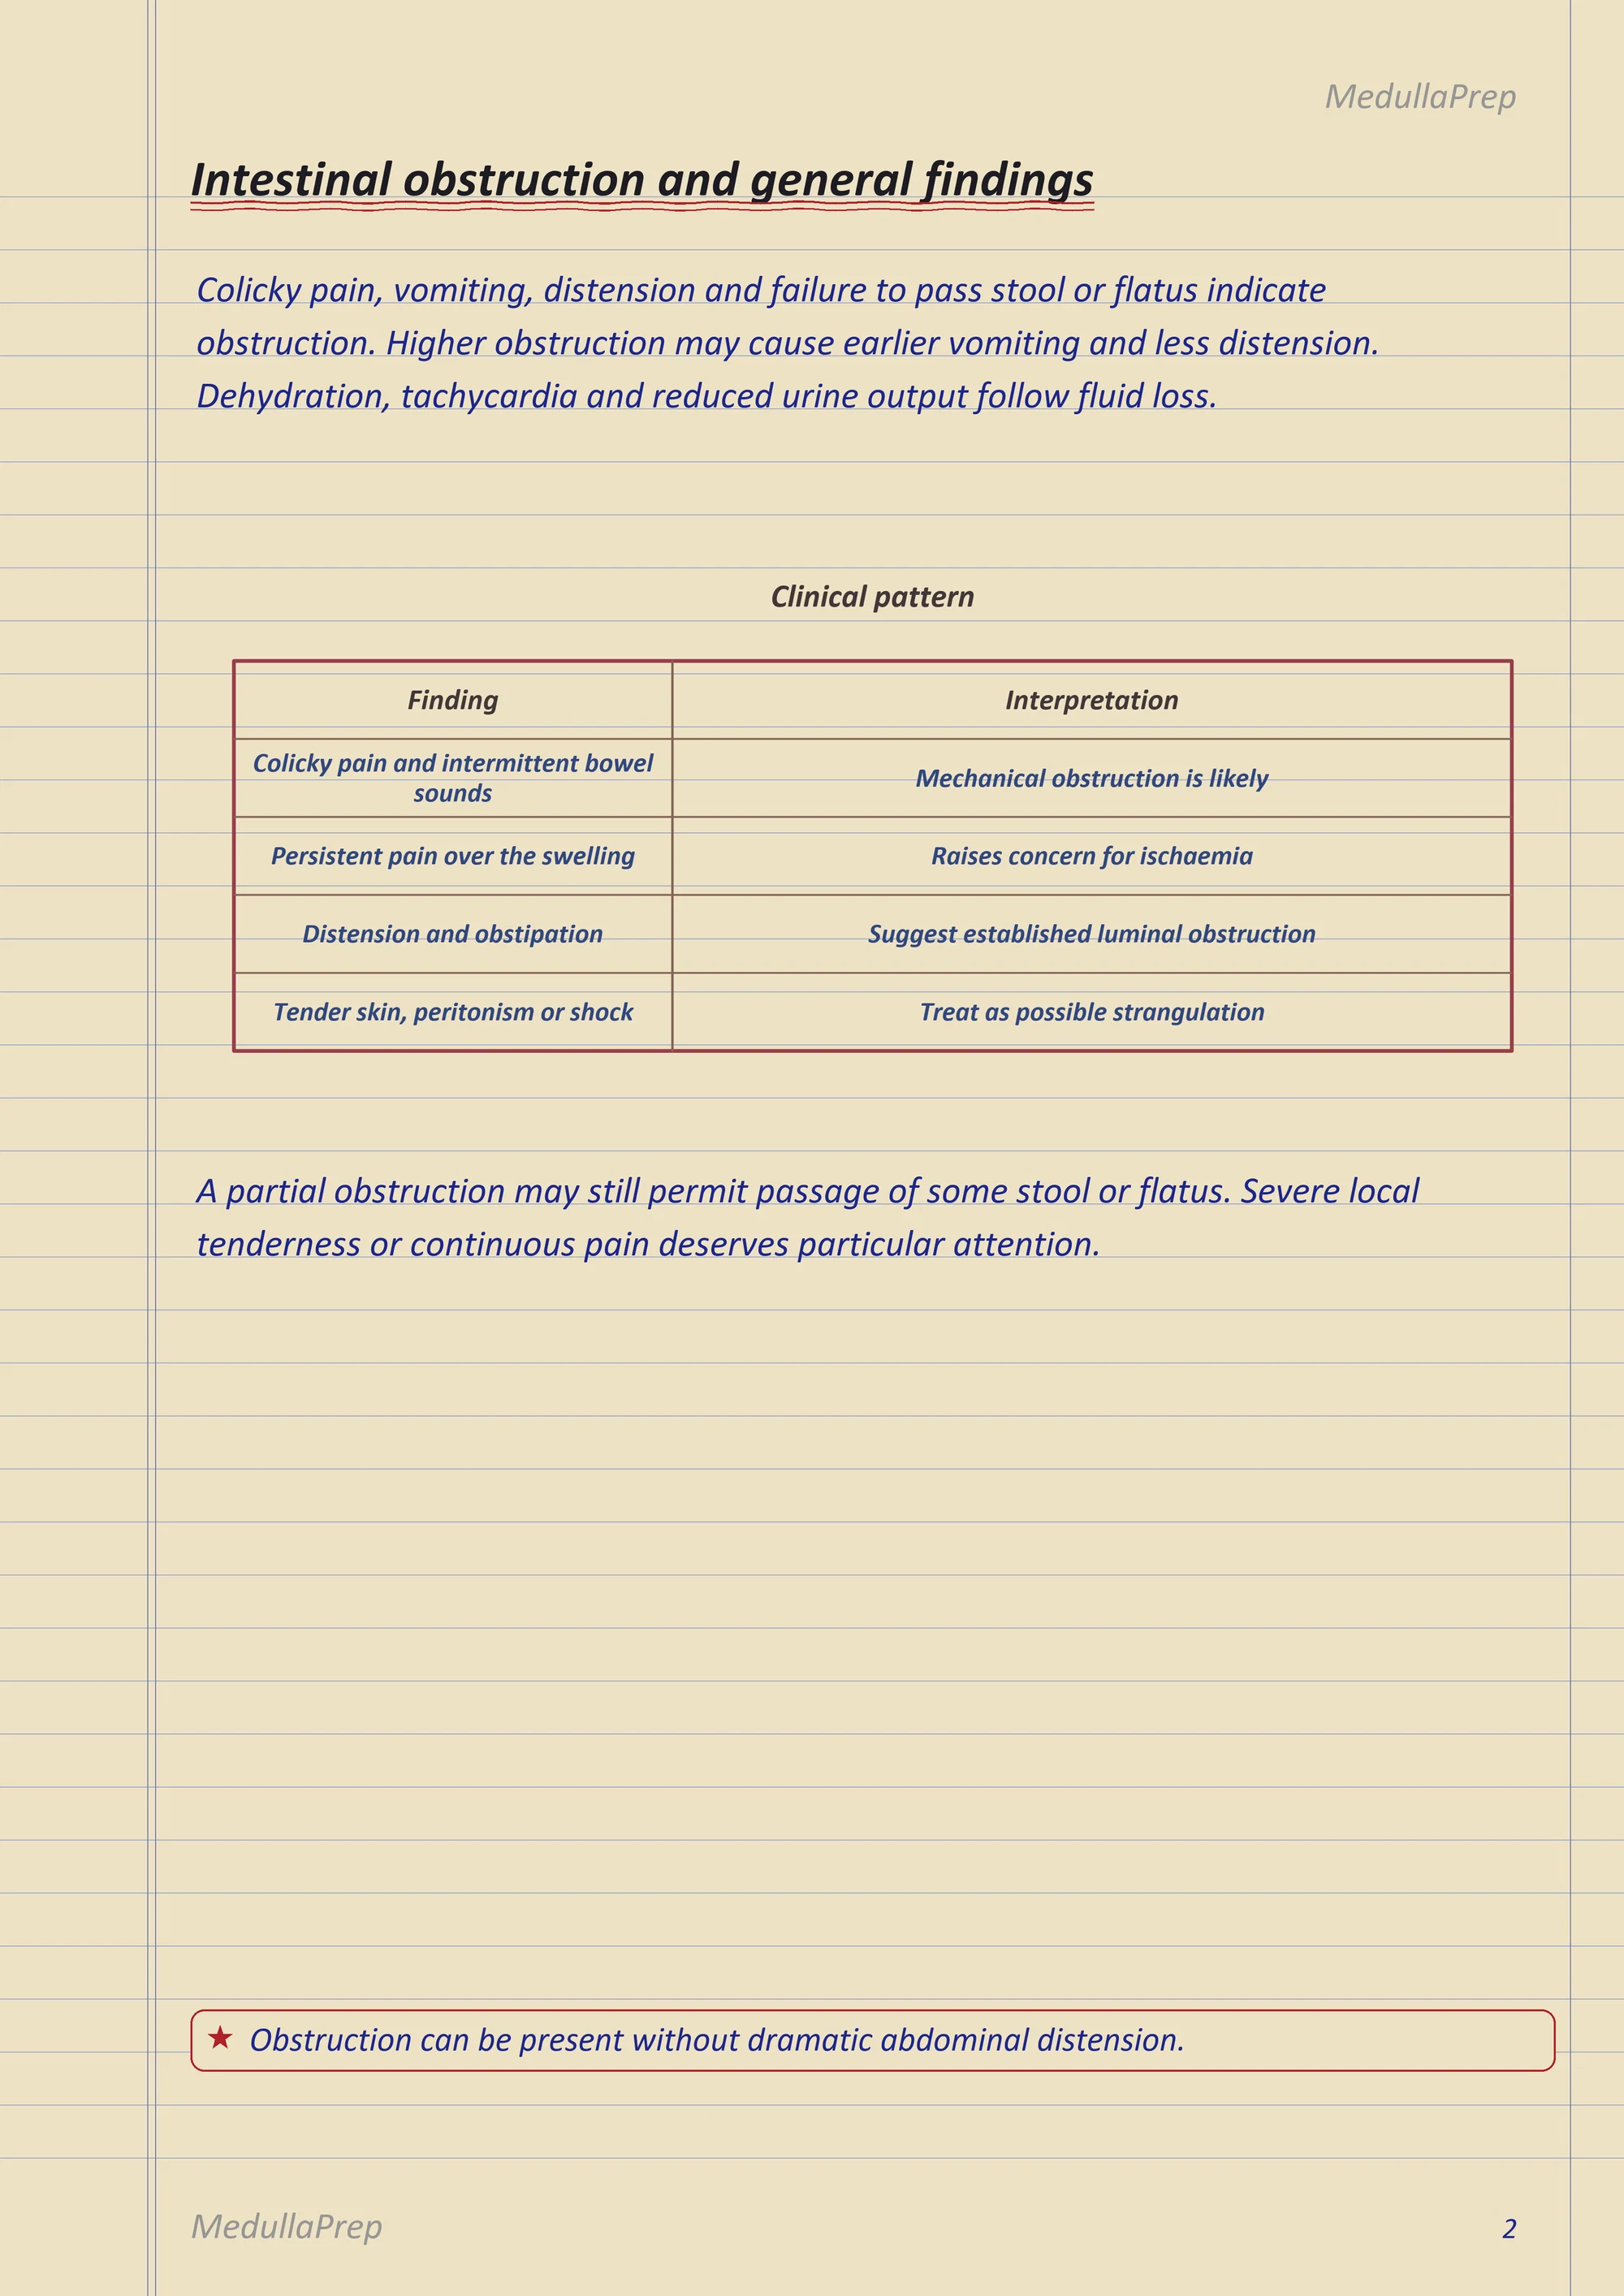 MedullaPrep
Intestinal obstruction and general findings
Colicky pain, vomiting, distension and failure to pass stool or flatus indicate
obstruction. Higher obstruction may cause earlier vomiting and less distension.
Dehydration, tachycardia and reduced urine output follow fluid loss.
Clinical pattern
Finding Interpretation
Colicky pain and intermittent bowel
sounds
Mechanical obstruction is likely
Persistent pain over the swelling Raises concern for ischaemia
Distension and obstipation Suggest established luminal obstruction
Tender skin, peritonism or shock Treat as possible strangulation
A partial obstruction may still permit passage of some stool or flatus. Severe local
tenderness or continuous pain deserves particular attention.
★ Obstruction can be present without dramatic abdominal distension.
MedullaPrep 2